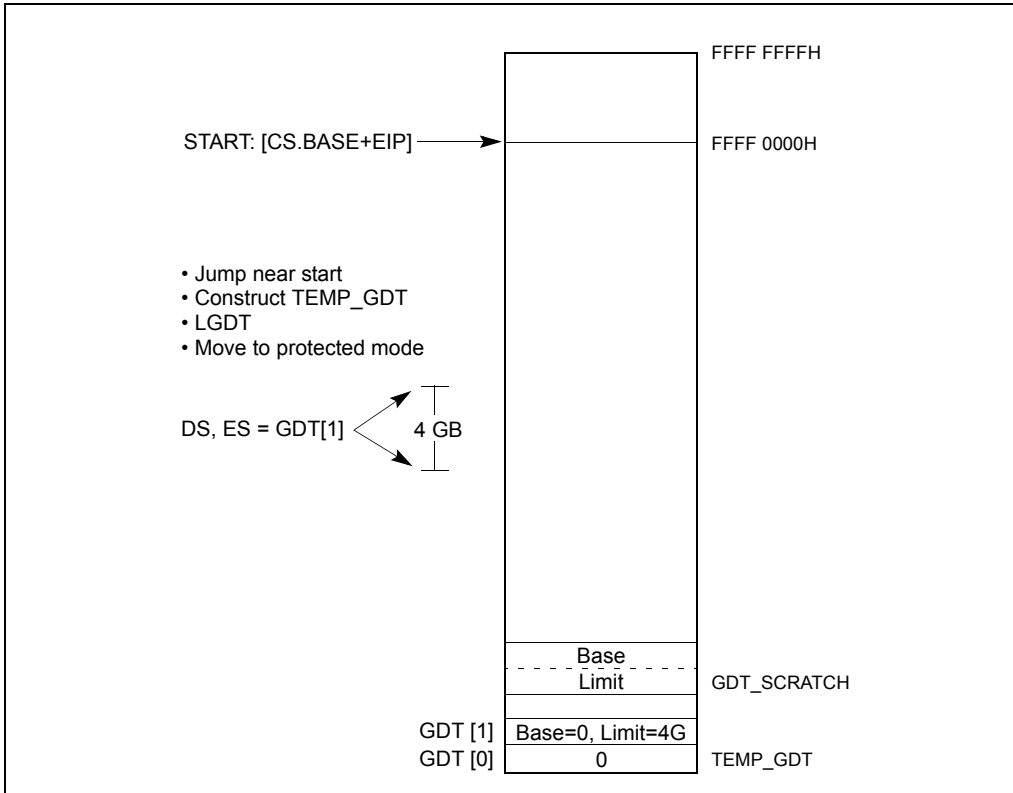 FFFF FFFFH
START: [CS.BASE+EIP]
FFFF 0000H
• Jump near start
• Construct TEMP_GDT
• LGDT
• Move to protected mode
DS, ES = GDT[1]
4 GB
Base
Limit
GDT_SCRATCH
GDT [1]
Base=0, Limit=4G
GDT [0]
0
TEMP_GDT